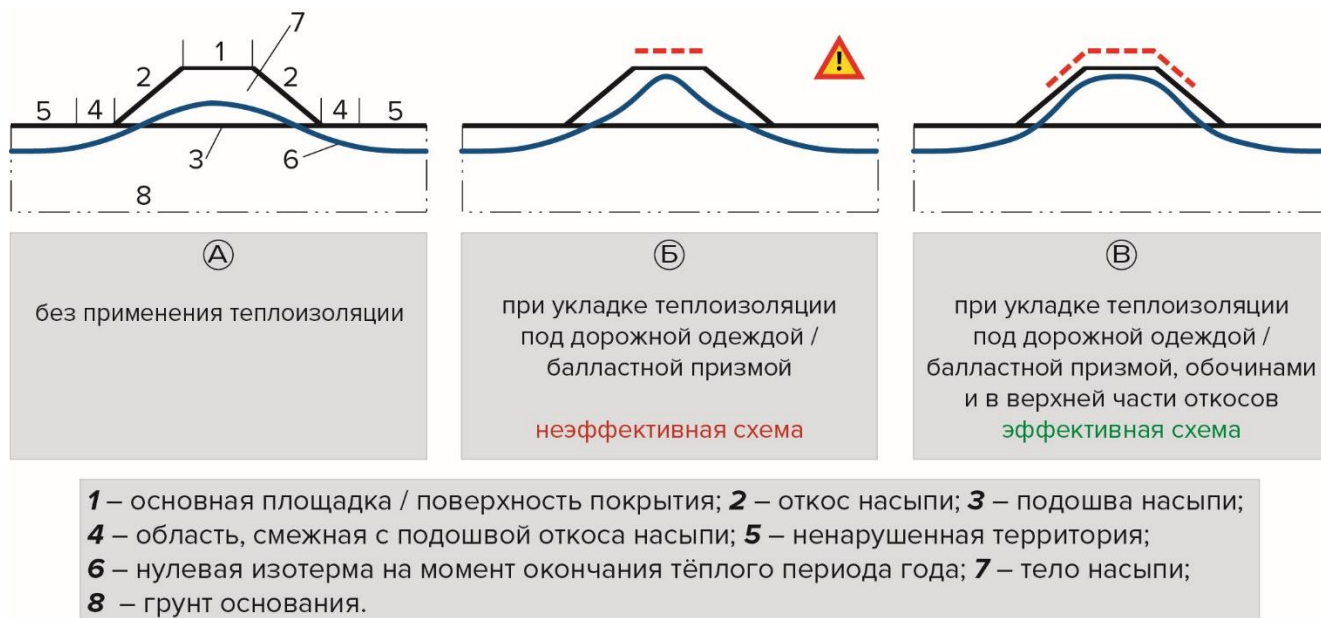 7
1
2
2
5
4
4
5
3
6
8
!
А
без применения теплоизоляции
Б
при укладке теплоизоляции
под дорожной одеждой /
балластной призмой
неэффективная схема
В
при укладке теплоизоляции
под дорожной одеждой /
балластной призмой, обочинами
и в верхней части откосов
эффективная схема
1 – основная площадка / поверхность покрытия; 2 – откос насыпи; 3 – подошва насыпи;
4 – область, смежная с подошвой откоса насыпи; 5 – ненарушенная территория;
6 – нулевая изотерма на момент окончания тёплого периода года; 7 – тело насыпи;
8 – грунт основания.